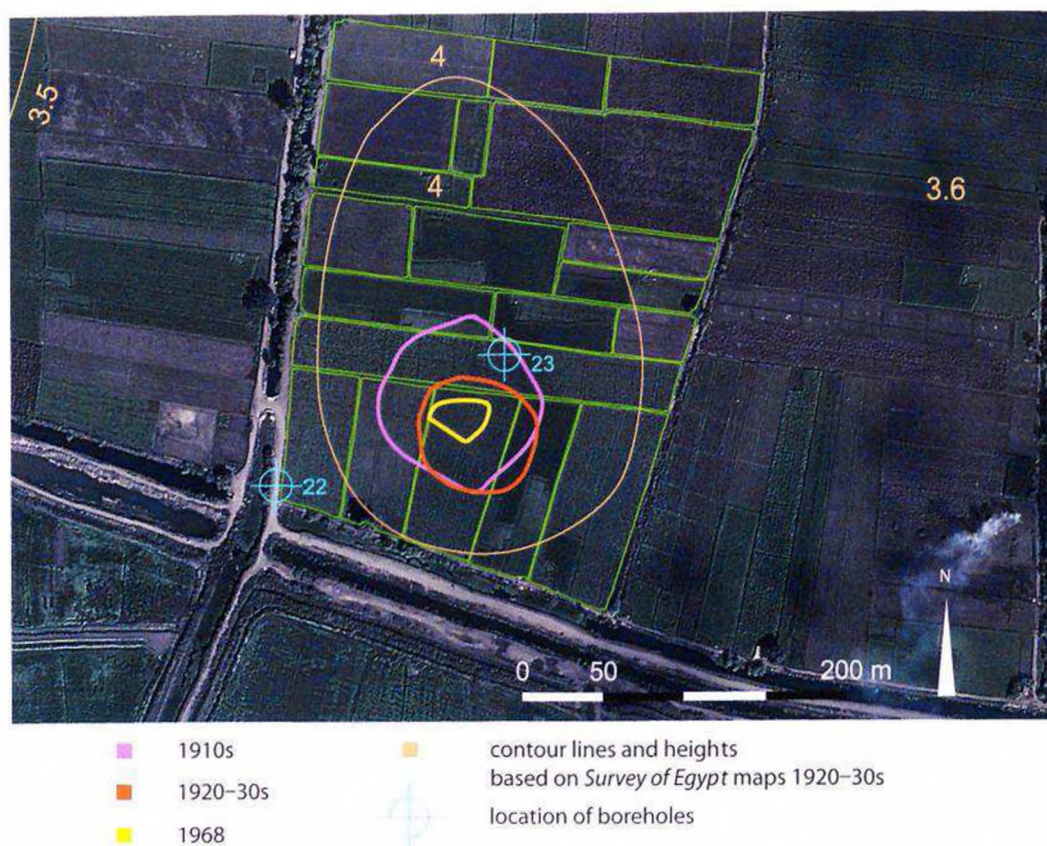 4
3.5
4
3.6
23
22
N
0 50 200 m
1910s
1920–30s
1968
contour lines and heights
based on Survey of Egypt maps 1920–30s
location of boreholes